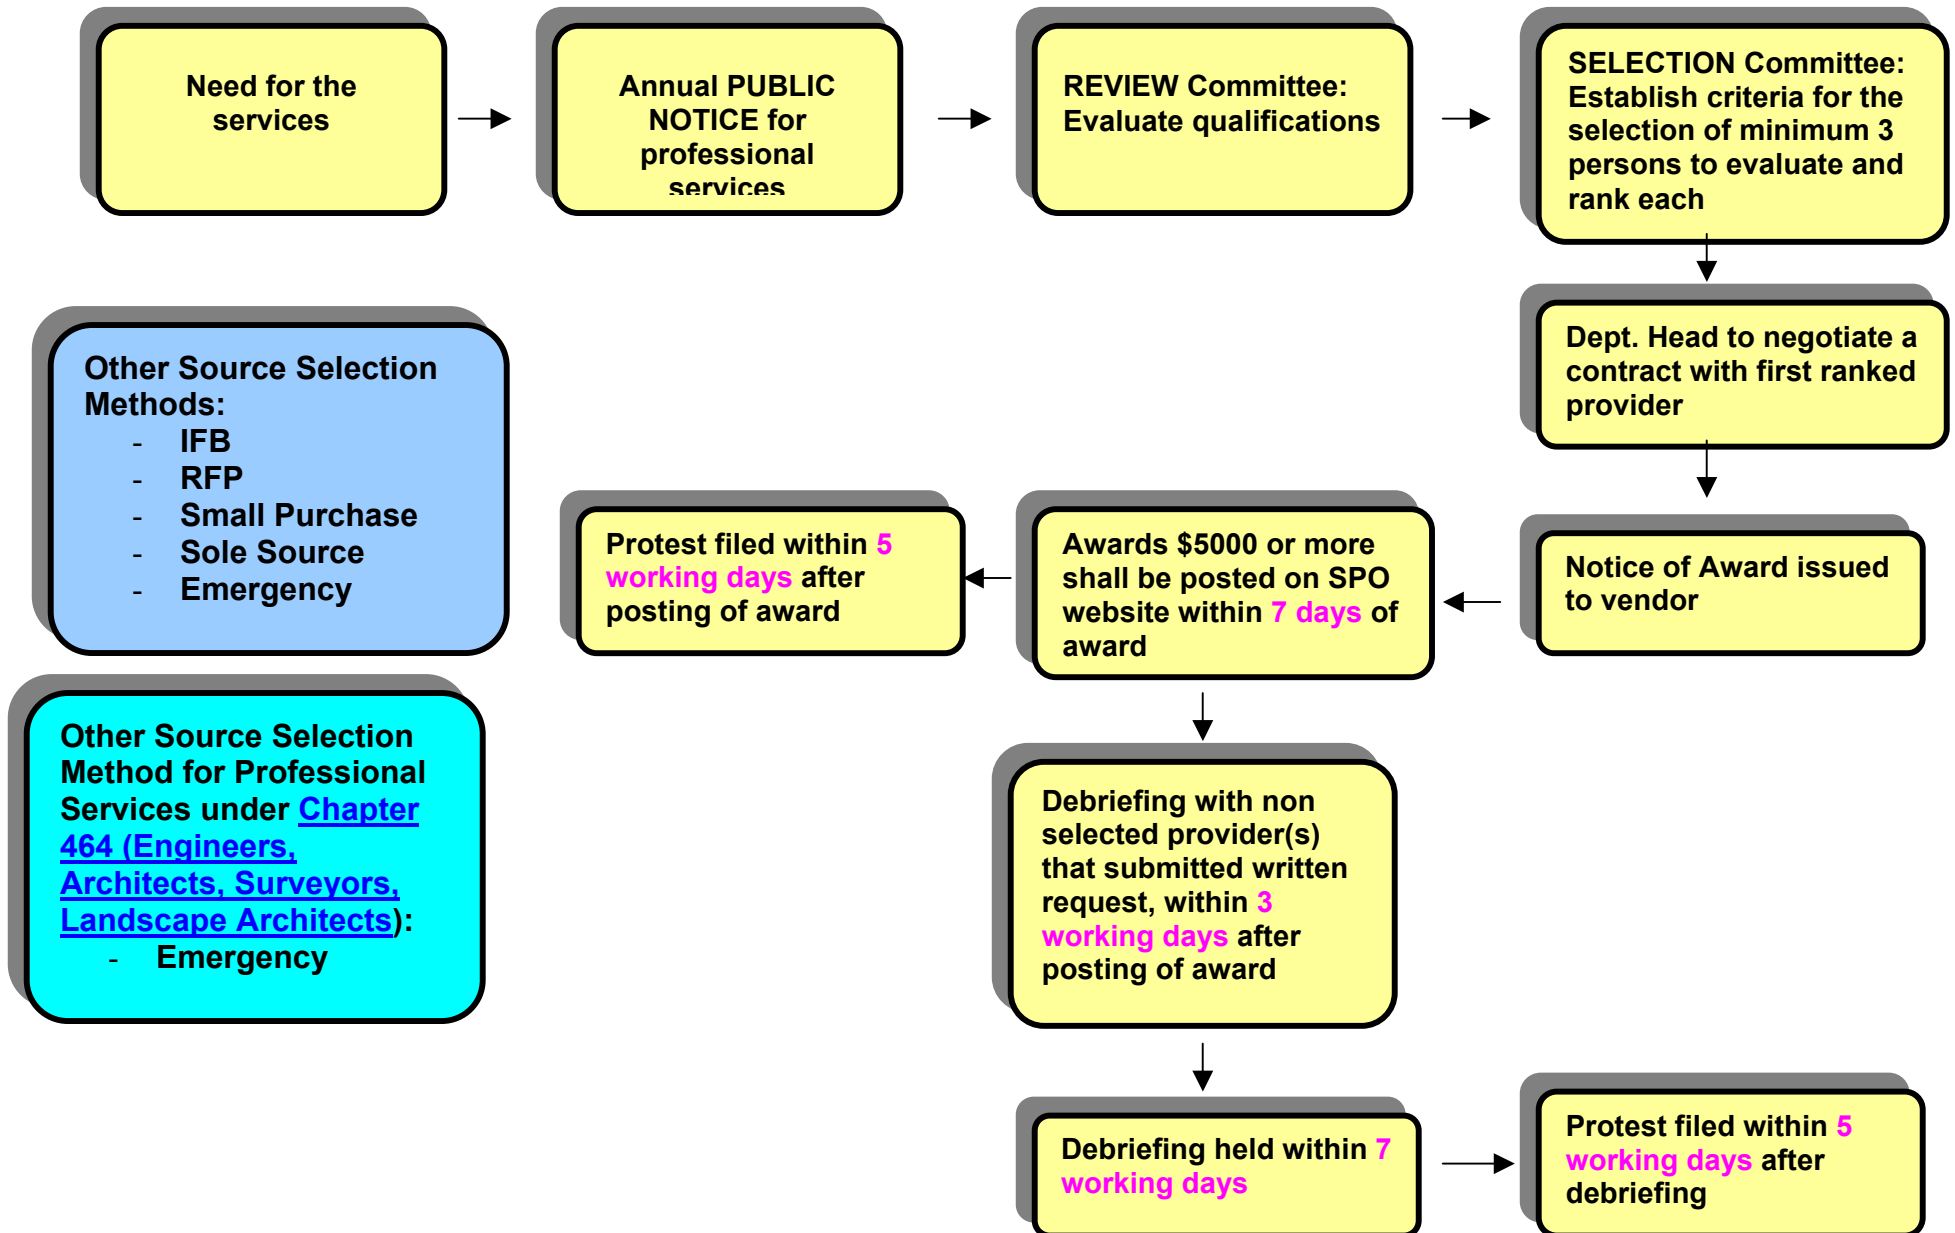 Need for the
services
Annual PUBLIC
NOTICE for
professional
services
REVIEW Committee:
Evaluate qualifications
SELECTION Committee:
Establish criteria for the
selection of minimum 3
persons to evaluate and
rank each
Dept. Head to negotiate a
contract with first ranked
provider
Notice of Award issued
to vendor
Awards $5000 or more
shall be posted on SPO
website within 7 days of
award
Protest filed within 5
working days after
posting of award
Debriefing with non
selected provider(s)
that submitted written
request, within 3
working days after
posting of award
Debriefing held within 7
working days
Protest filed within 5
working days after
debriefing
Other Source Selection
Methods:
- IFB
- RFP
- Small Purchase
- Sole Source
- Emergency
Other Source Selection
Method for Professional
Services under Chapter
464 (Engineers,
Architects, Surveyors,
Landscape Architects):
- Emergency